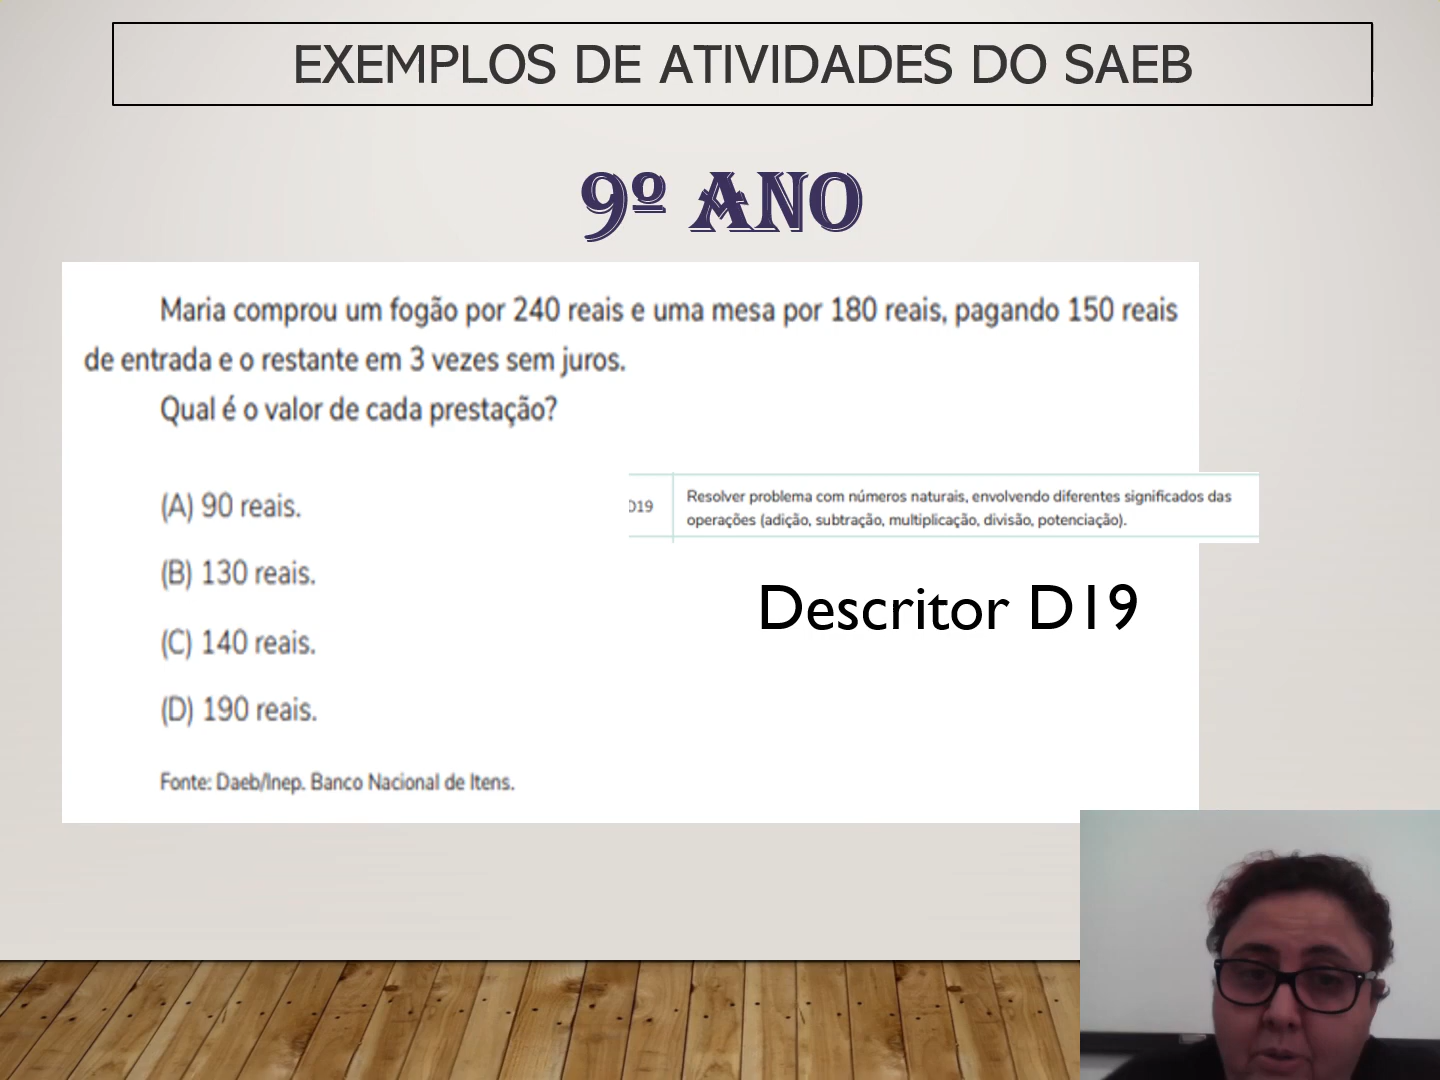 EXEMPLOS DE ATIVIDADES DO SAEB
9º ANO
Maria comprou um fogão por 240 reais e uma mesa por 180 reais, pagando 150 reais
de entrada e o restante em 3 vezes sem juros.
Qual é o valor de cada prestação?
(A) 90 reais.
(B) 130 reais.
(C) 140 reais.
(D) 190 reais.
Fonte: Daeb/Inep. Banco Nacional de Itens.
D19
Resolver problema com números naturais, envolvendo diferentes significados das
operações (adição, subtração, multiplicação, divisão, potenciação).
Descritor D19